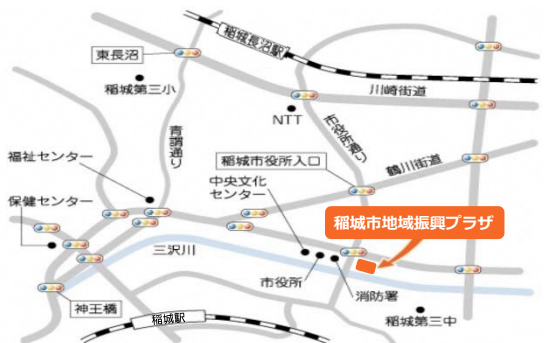 稲城長沼駅
東長沼
稲城第三小
川崎街道
NTT
市役所通り
青渭通り
鶴川街道
福祉センター
稲城市役所入口
中央文化
センター
保健センター
稲城市地域振興プラザ
三沢川
市役所
消防署
神王橋
稲城駅
稲城第三中